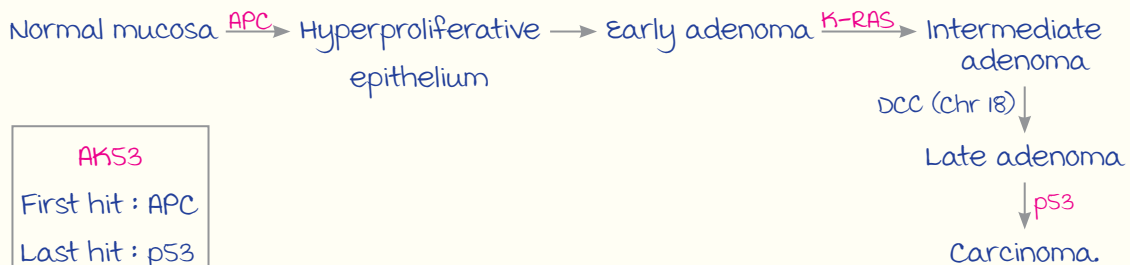 APC K-RAS
Normal mucosa Hyperproliferative Early adenoma Intermediate
epithelium adenoma
DCC (Chr 18)
AK53 Late adenoma
First hit : APC p53
Last hit : p53 Carcinoma.